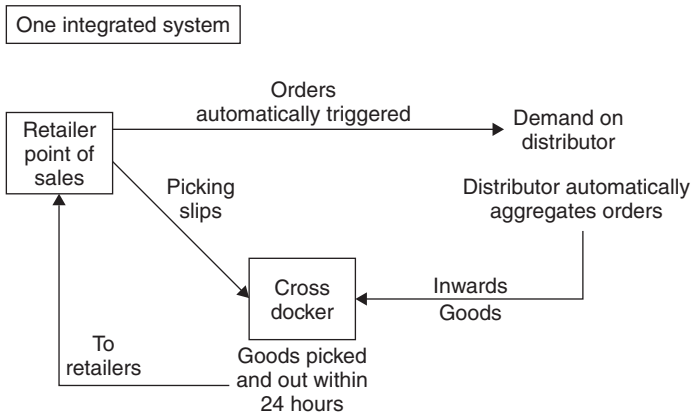 One integrated system
Orders
automatically triggered
Retailer
point of
sales
Demand on
distributor
Picking
slips
Distributor automatically
aggregates orders
Cross
docker
Inwards
Goods
To
retailers
Goods picked
and out within
24 hours